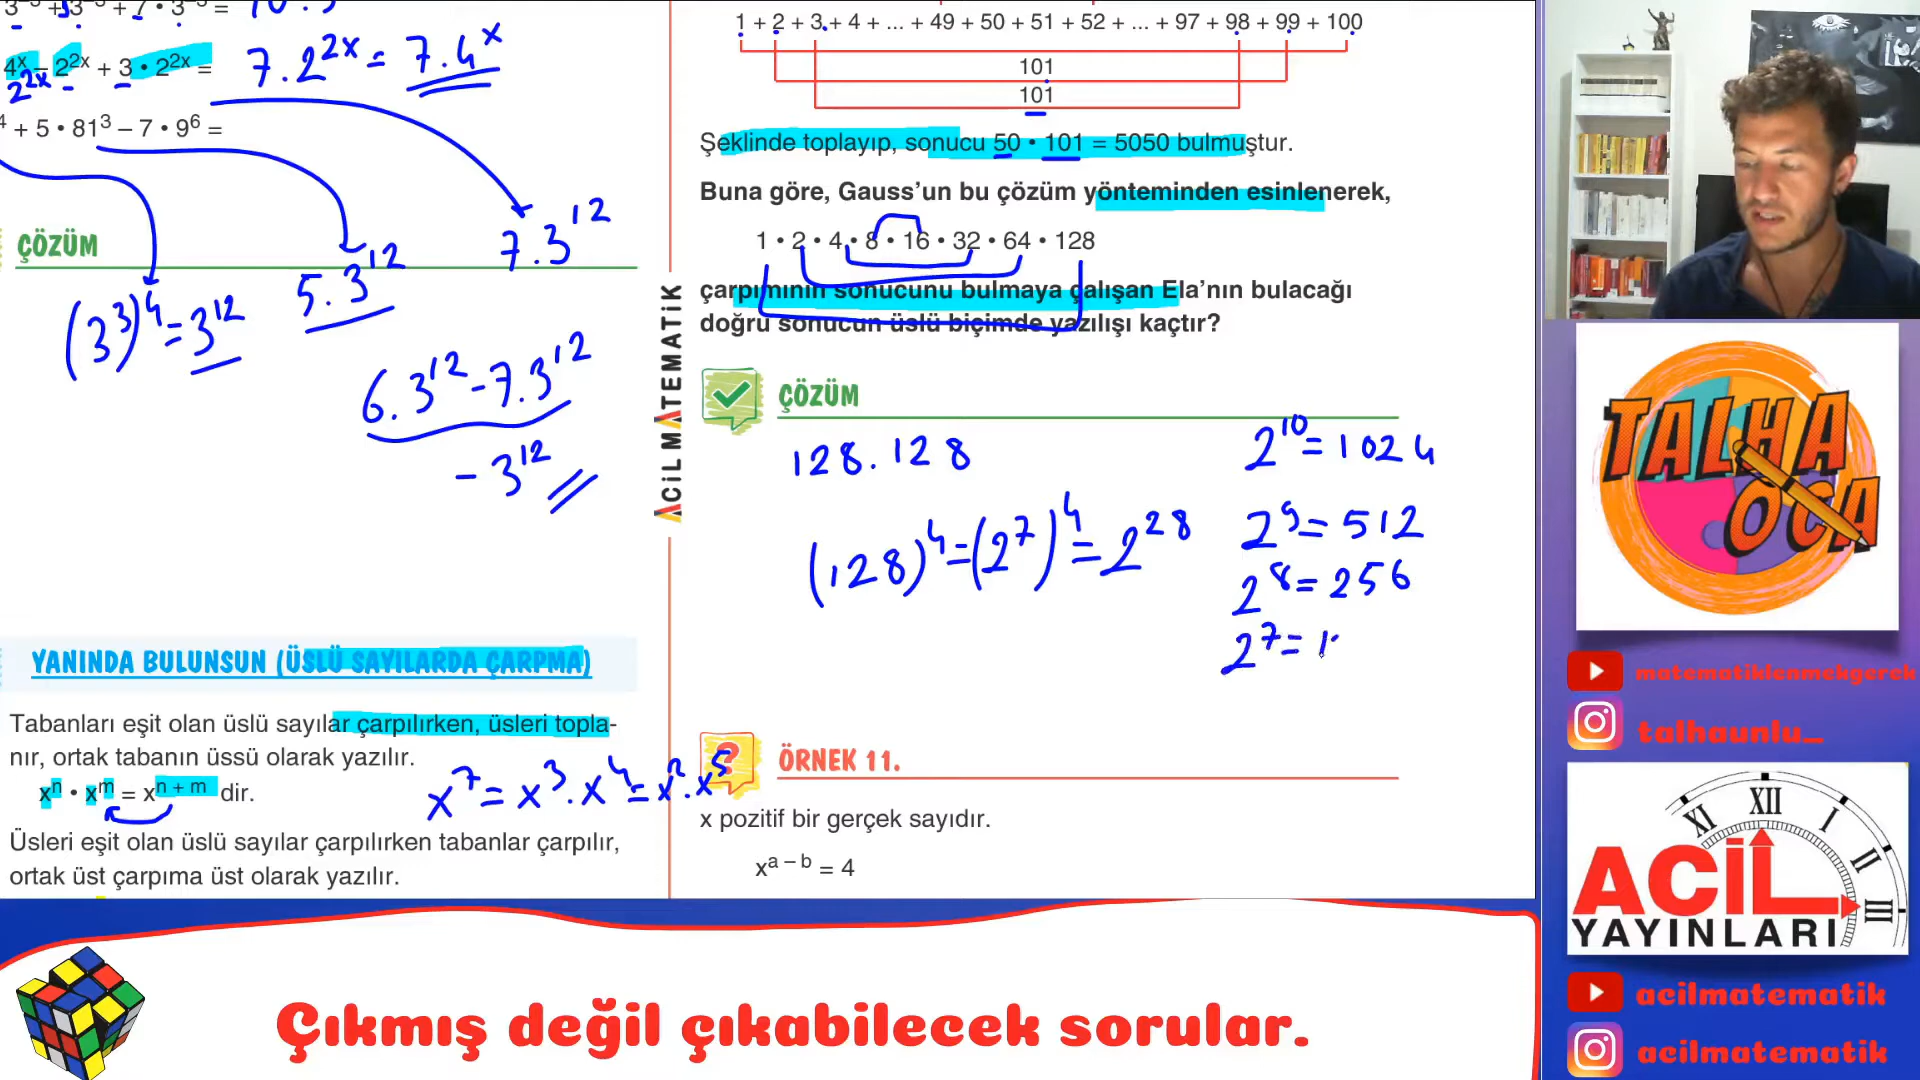 4ˣ – 2²ˣ + 3 • 2²ˣ =
7.2²ˣ = 7.4ˣ
2²ˣ
+ 5 • 81³ – 7 • 9⁶ =
7.3¹²
ÇÖZÜM
(3³)⁴ = 3¹²
5.3¹²
6.3¹² - 7.3¹²
- 3¹²
YANINDA BULUNSUN (ÜSLÜ SAYILARDA ÇARPMA)
Tabanları eşit olan üslü sayılar çarpılırken, üsleri topla-
nır, ortak tabanın üssü olarak yazılır.
xⁿ • xᵐ = xⁿ ⁺ ᵐ dir.
x⁷ = x³.x⁴ = x².x⁵
Üsleri eşit olan üslü sayılar çarpılırken tabanlar çarpılır,
ortak üst çarpıma üst olarak yazılır.
ACİL MATEMATİK
1 + 2 + 3 + 4 + ... + 49 + 50 + 51 + 52 + ... + 97 + 98 + 99 + 100
101
101
Şeklinde toplayıp, sonucu 50 • 101 = 5050 bulmuştur.
Buna göre, Gauss’un bu çözüm yönteminden esinlenerek,
1 • 2 • 4 • 8 • 16 • 32 • 64 • 128
çarpımının sonucunu bulmaya çalışan Ela’nın bulacağı
doğru sonucun üslü biçimde yazılışı kaçtır?
ÇÖZÜM
128.128
(128)⁴ = (2⁷)⁴ = 2²⁸
2¹⁰ = 1024
2⁹ = 512
2⁸ = 256
2⁷ = 1
ÖRNEK 11.
x pozitif bir gerçek sayıdır.
xᵃ ⁻ ᵇ = 4
TALHA
OCA
matematiklenmekgerek
talhaunlu_
XI XII I II III
ACİL
YAYINLARI
acilmatematik
acilmatematik
Çıkmış değil çıkabilecek sorular.